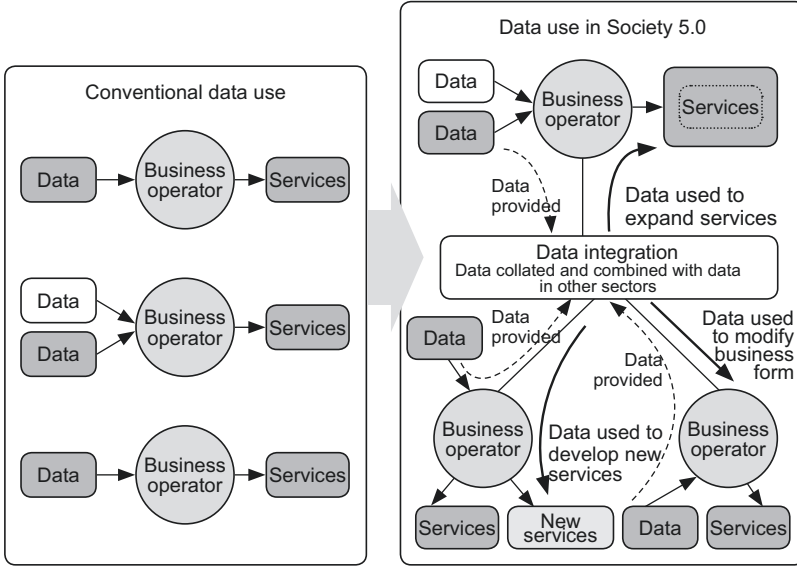 Conventional data use
Data
Business
operator
Services
Data
Data
Business
operator
Services
Data
Business
operator
Services
Data use in Society 5.0
Data
Data
Business
operator
Services
Data
provided
Data used to
expand services
Data integration
Data collated and combined with data
in other sectors
Data
Data
provided
Data
provided
Data used
to modify
business
form
Business
operator
Data used to
develop new
services
Business
operator
Services
New
services
Data
Services